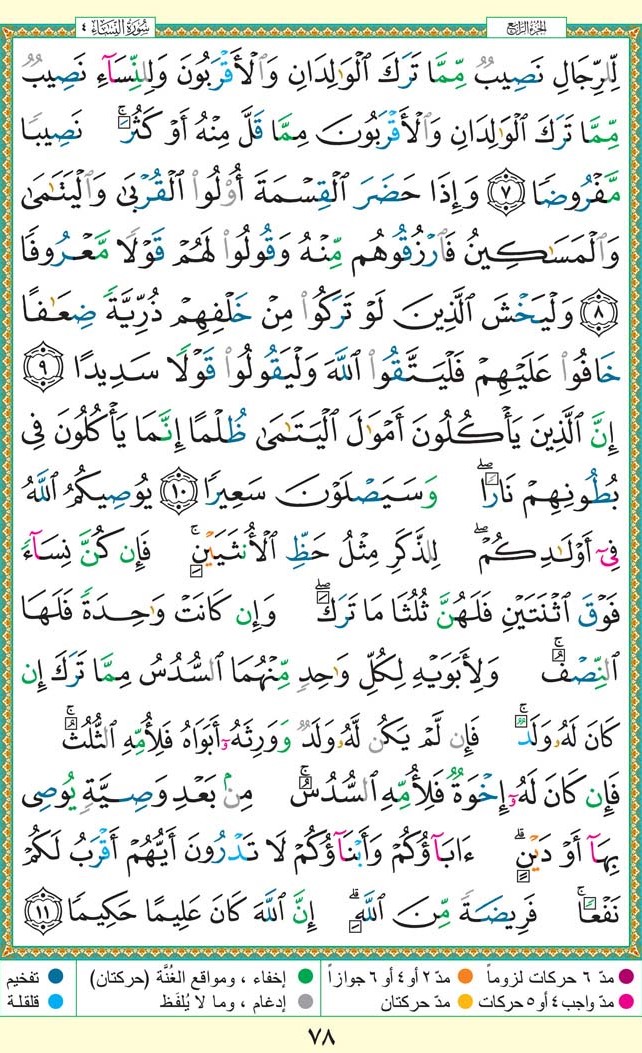 سُورَةُ النِّسَاءِ ٤
الجزء الرابع
لِّلرِّجَالِ نَصِيبٌ مِّمَّا تَرَكَ ٱلْوَٰلِدَانِ وَٱلْأَقْرَبُونَ وَلِلنِّسَآءِ نَصِيبٌ
مِّمَّا تَرَكَ ٱلْوَٰلِدَانِ وَٱلْأَقْرَبُونَ مِمَّا قَلَّ مِنْهُ أَوْ كَثُرَ ۚ نَصِيبًا
مَّفْرُوضًا ٧ وَإِذَا حَضَرَ ٱلْقِسْمَةَ أُو۟لُوا۟ ٱلْقُرْبَىٰ وَٱلْيَتَٰمَىٰ
وَٱلْمَسَٰكِينُ فَٱرْزُقُوهُم مِّنْهُ وَقُولُوا۟ لَهُمْ قَوْلًا مَّعْرُوفًا
٨ وَلْيَخْشَ ٱلَّذِينَ لَوْ تَرَكُوا۟ مِنْ خَلْفِهِمْ ذُرِّيَّةً ضِعَٰفًا
خَافُوا۟ عَلَيْهِمْ فَلْيَتَّقُوا۟ ٱللَّهَ وَلْيَقُولُوا۟ قَوْلًا سَدِيدًا ٩
إِنَّ ٱلَّذِينَ يَأْكُلُونَ أَمْوَٰلَ ٱلْيَتَٰمَىٰ ظُلْمًا إِنَّمَا يَأْكُلُونَ فِى
بُطُونِهِمْ نَارًا ۖ وَسَيَصْلَوْنَ سَعِيرًا ١٠ يُوصِيكُمُ ٱللَّهُ
فِىٓ أَوْلَٰدِكُمْ ۖ لِلذَّكَرِ مِثْلُ حَظِّ ٱلْأُنثَيَيْنِ ۚ فَإِن كُنَّ نِسَآءً
فَوْقَ ٱثْنَتَيْنِ فَلَهُنَّ ثُلُثَا مَا تَرَكَ ۖ وَإِن كَانَتْ وَٰحِدَةً فَلَهَا
ٱلنِّصْفُ ۚ وَلِأَبَوَيْهِ لِكُلِّ وَٰحِدٍ مِّنْهُمَا ٱلسُّدُسُ مِمَّا تَرَكَ إِن
كَانَ لَهُۥ وَلَدٌ ۚ فَإِن لَّمْ يَكُن لَّهُۥ وَلَدٌ وَوَرِثَهُۥٓ أَبَوَاهُ فَلِأُمِّهِ ٱلثُّلُثُ ۚ
فَإِن كَانَ لَهُۥٓ إِخْوَةٌ فَلِأُمِّهِ ٱلسُّدُسُ ۚ مِنۢ بَعْدِ وَصِيَّةٍ يُوصِى
بِهَآ أَوْ دَيْنٍ ۗ ءَابَآؤُكُمْ وَأَبْنَآؤُكُمْ لَا تَدْرُونَ أَيُّهُمْ أَقْرَبُ لَكُمْ
نَفْعًا ۚ فَرِيضَةً مِّنَ ٱللَّهِ ۗ إِنَّ ٱللَّهَ كَانَ عَلِيمًا حَكِيمًا ١١
مدّ ٦ حركات لزوماً
مدّ ٢ أو ٤ أو ٦ جوازاً
إخفاء ، ومواقع الغُنَّة (حركتان)
تفخيم
مدّ واجب ٤ أو ٥ حركات
مدّ حركتان
إدغام ، وما لا يُلفَظ
قلقلة
٧٨